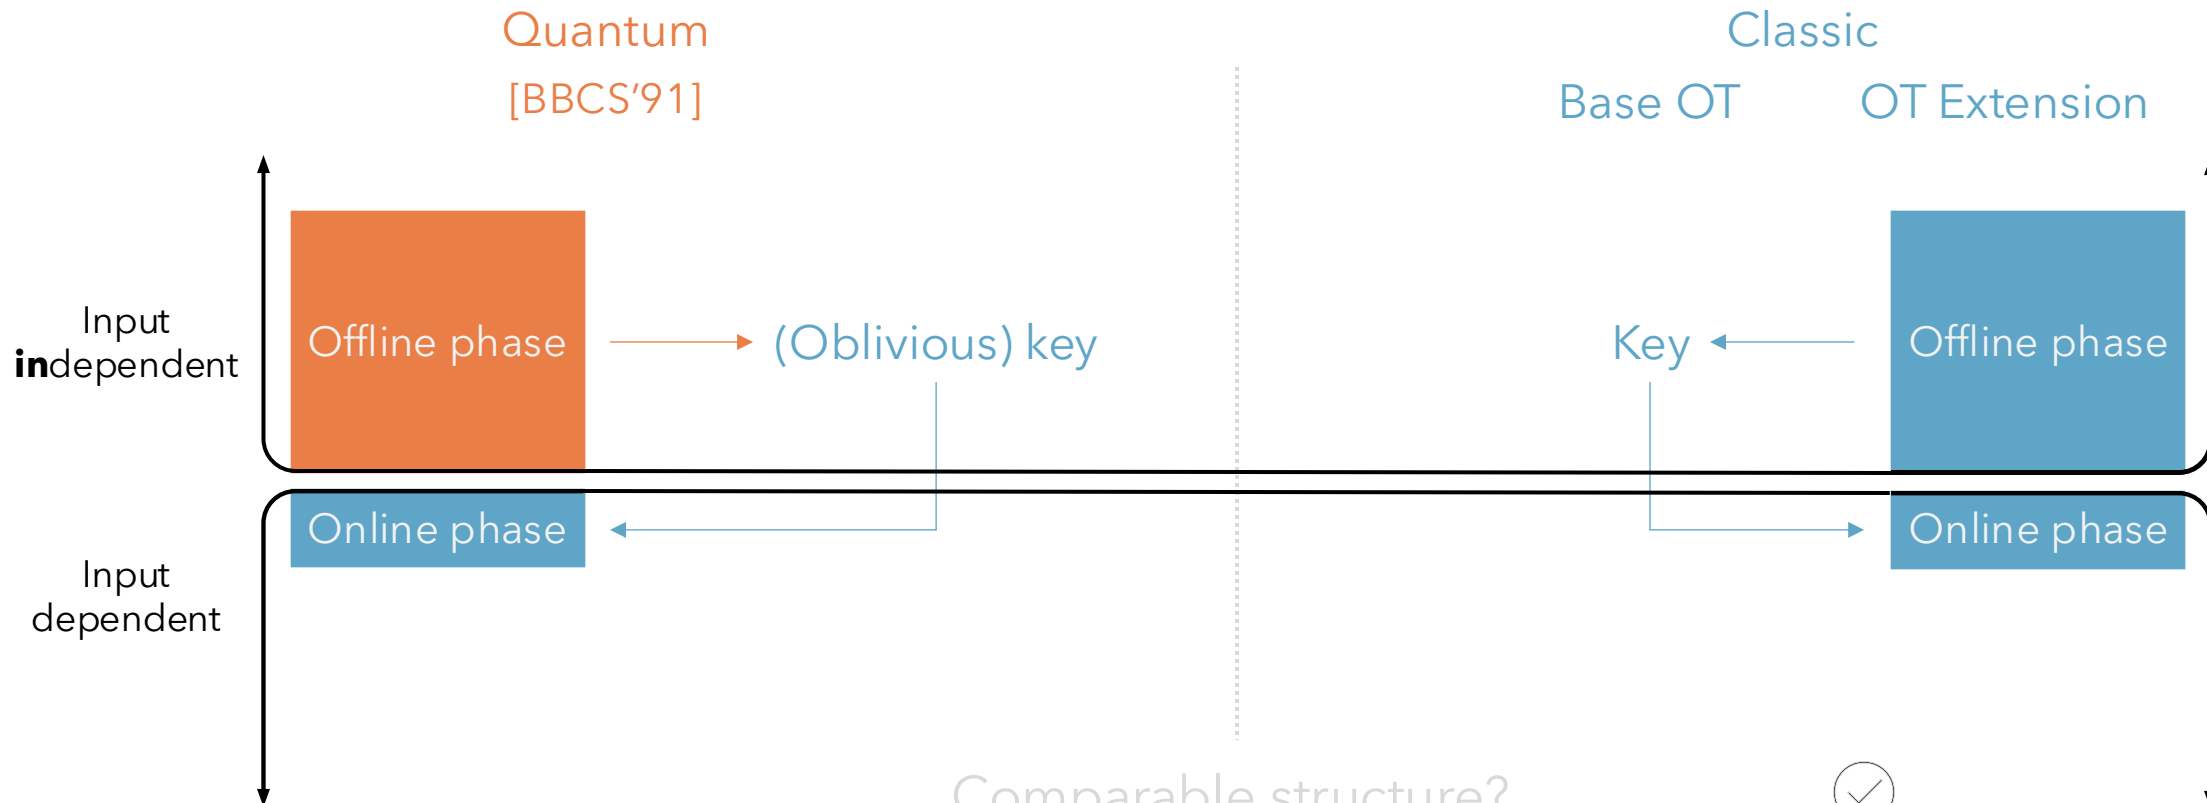 Quantum
[BBCS'91]
Classic
Base OT
OT Extension
Input
independent
Offline phase
(Oblivious) key
Key
Offline phase
Online phase
Online phase
Input
dependent
Comparable structure?